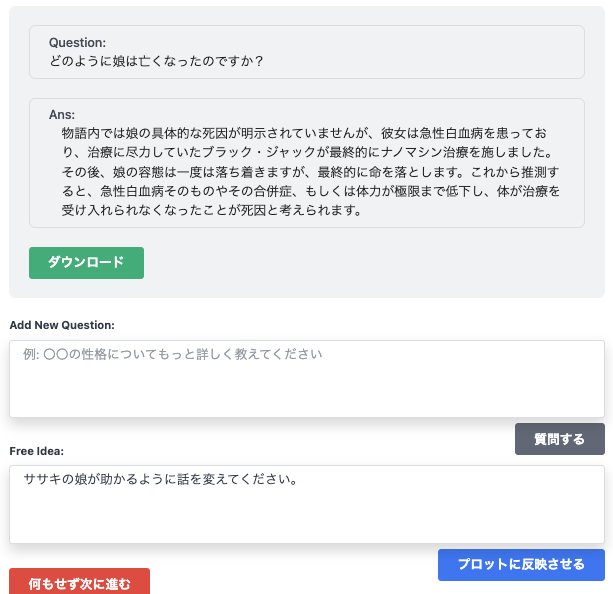 Question:
どのように娘は亡くなったのですか？
Ans:
物語内では娘の具体的な死因が明示されていませんが、彼女は急性白血病を患ってお
り、治療に尽力していたブラック・ジャックが最終的にナノマシン治療を施しました。
その後、娘の容態は一度は落ち着きますが、最終的に命を落とします。これから推測す
ると、急性白血病そのものやその合併症、もしくは体力が極限まで低下し、体が治療を
受け入れられなくなったことが死因と考えられます。
ダウンロード
Add New Question:
例: 〇〇の性格についてもっと詳しく教えてください
質問する
Free Idea:
ササキの娘が助かるように話を変えてください。
プロットに反映させる
何もせず次に進む